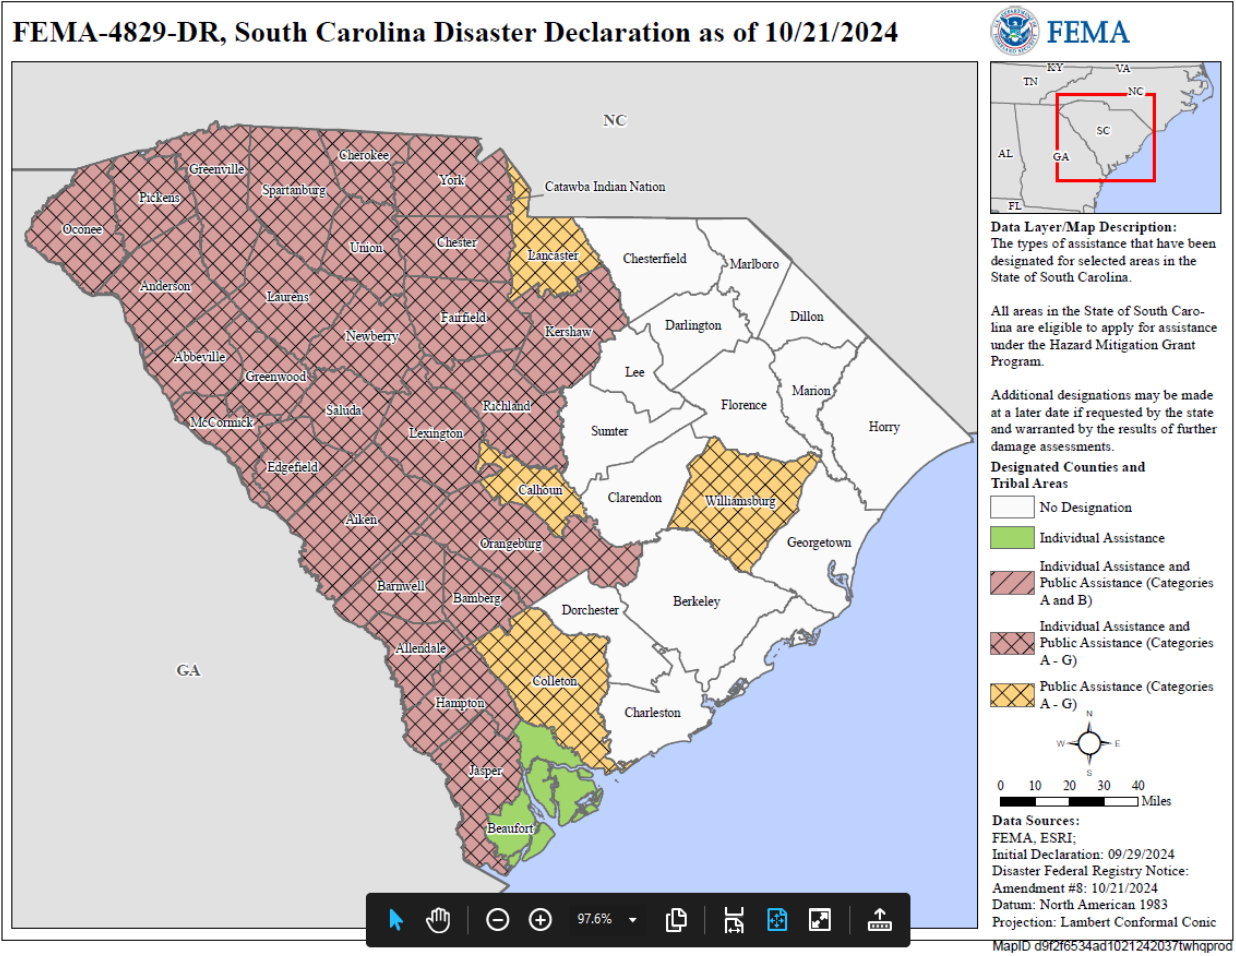 FEMA-4829-DR, South Carolina Disaster Declaration as of 10/21/2024
FEMA
KY
VA
TN
NC
SC
AL
GA
FL
NC
Cherokee
Greenville
York
Spartanburg
Pickens
Catawba Indian Nation
Oconee
Union
Chester
Lancaster
Chesterfield
Marlboro
Anderson
Laurens
Fairfield
Dillon
Darlington
Kershaw
Newberry
Abbeville
Lee
Greenwood
Marion
Saluda
Richland
Florence
McCormick
Horry
Lexington
Sumter
Edgefield
Calhoun
Clarendon
Williamsburg
Aiken
Orangeburg
Georgetown
Barnwell
Bamberg
Berkeley
Dorchester
Allendale
GA
Colleton
Hampton
Charleston
Jasper
Beaufort
Data Layer/Map Description:
The types of assistance that have been
designated for selected areas in the
State of South Carolina.
All areas in the State of South Caro-
lina are eligible to apply for assistance
under the Hazard Mitigation Grant
Program.
Additional designations may be made
at a later date if requested by the state
and warranted by the results of further
damage assessments.
Designated Counties and
Tribal Areas
No Designation
Individual Assistance
Individual Assistance and
Public Assistance (Categories
A and B)
Individual Assistance and
Public Assistance (Categories
A - G)
Public Assistance (Categories
A - G)
N
W E
S
0 10 20 30 40
Miles
Data Sources:
FEMA, ESRI;
Initial Declaration: 09/29/2024
Disaster Federal Registry Notice:
Amendment #8: 10/21/2024
Datum: North American 1983
Projection: Lambert Conformal Conic
MapID d9f2f6534ad1021242037twhqprod
97.6%